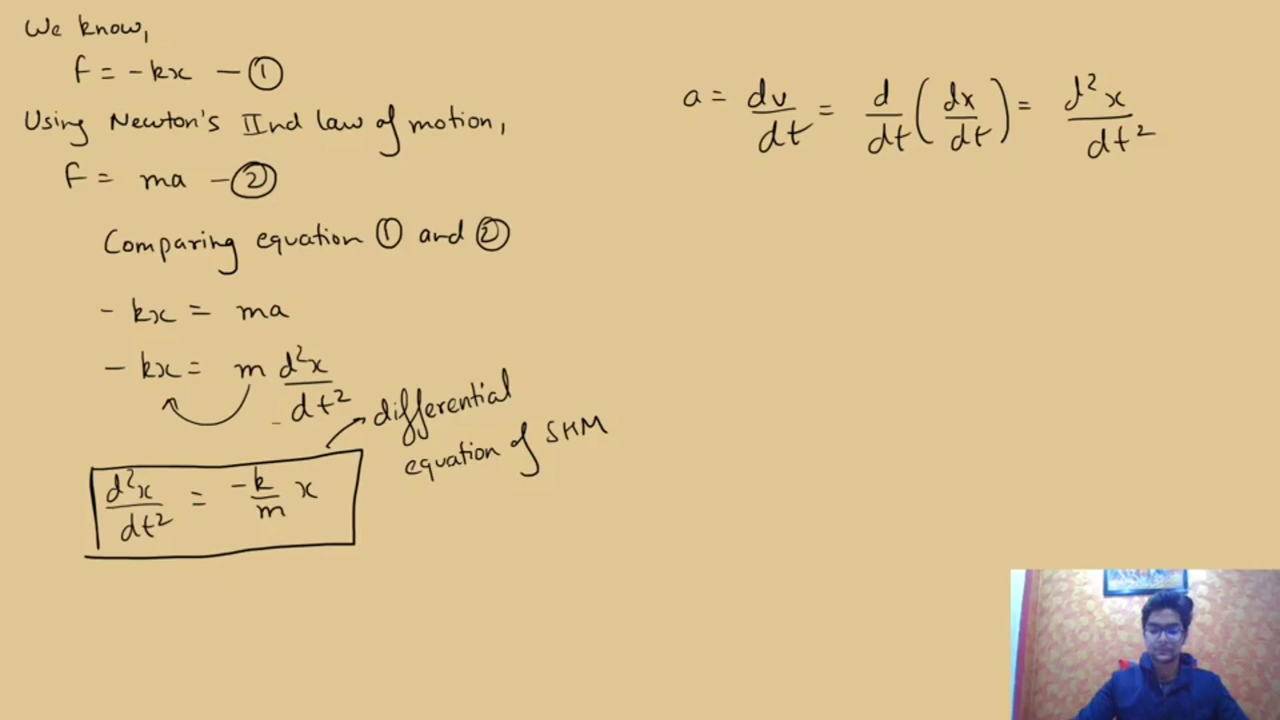 We know,
F = - kx — ①
Using Newton's IInd law of motion,
F = ma — ②
Comparing equation ① and ②
- kx = ma
- kx = m d²x/dt²
differential
equation of SHM
d²x/dt² = -k/m x
a = dv/dt = d/dt (dx/dt) = d²x/dt²